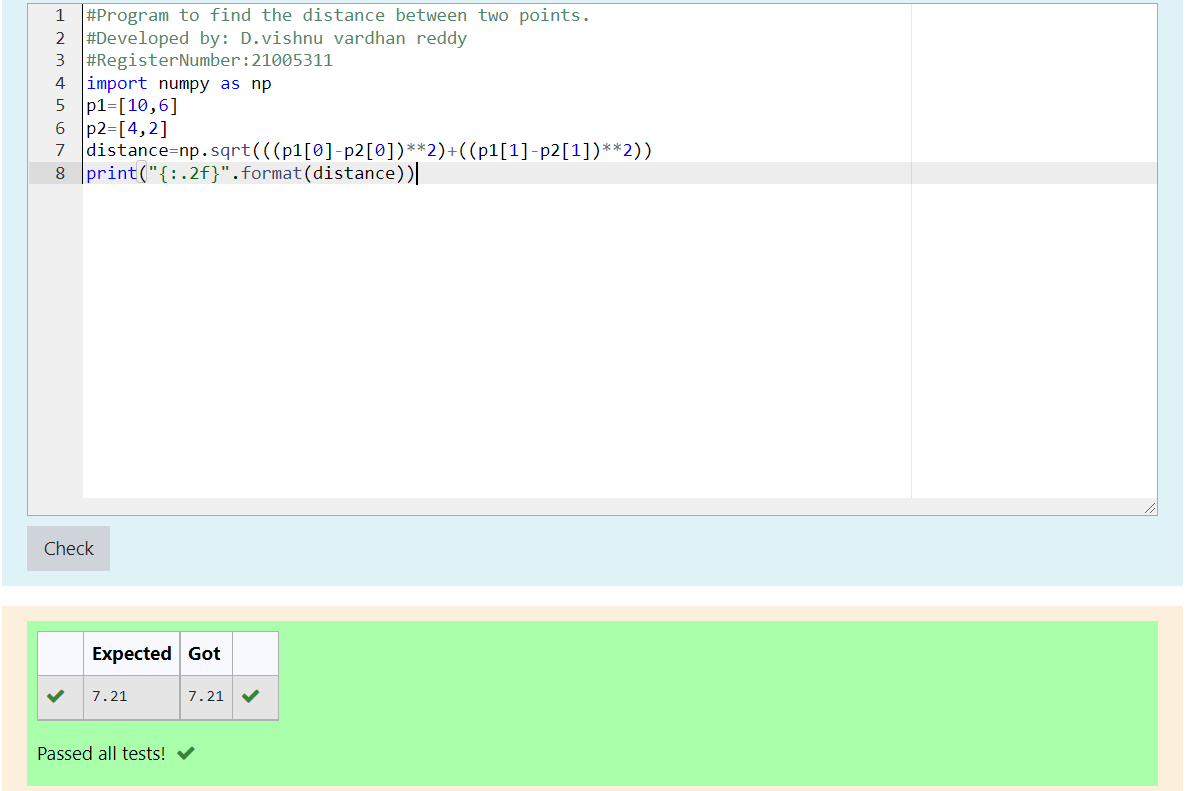 1 #Program to find the distance between two points.
2 #Developed by: D.vishnu vardhan reddy
3 #RegisterNumber:21005311
4 import numpy as np
5 p1=[10,6]
6 p2=[4,2]
7 distance=np.sqrt(((p1[0]-p2[0])**2)+((p1[1]-p2[1])**2))
8 print("{:.2f}".format(distance))
Check
Expected Got
7.21 7.21
Passed all tests!